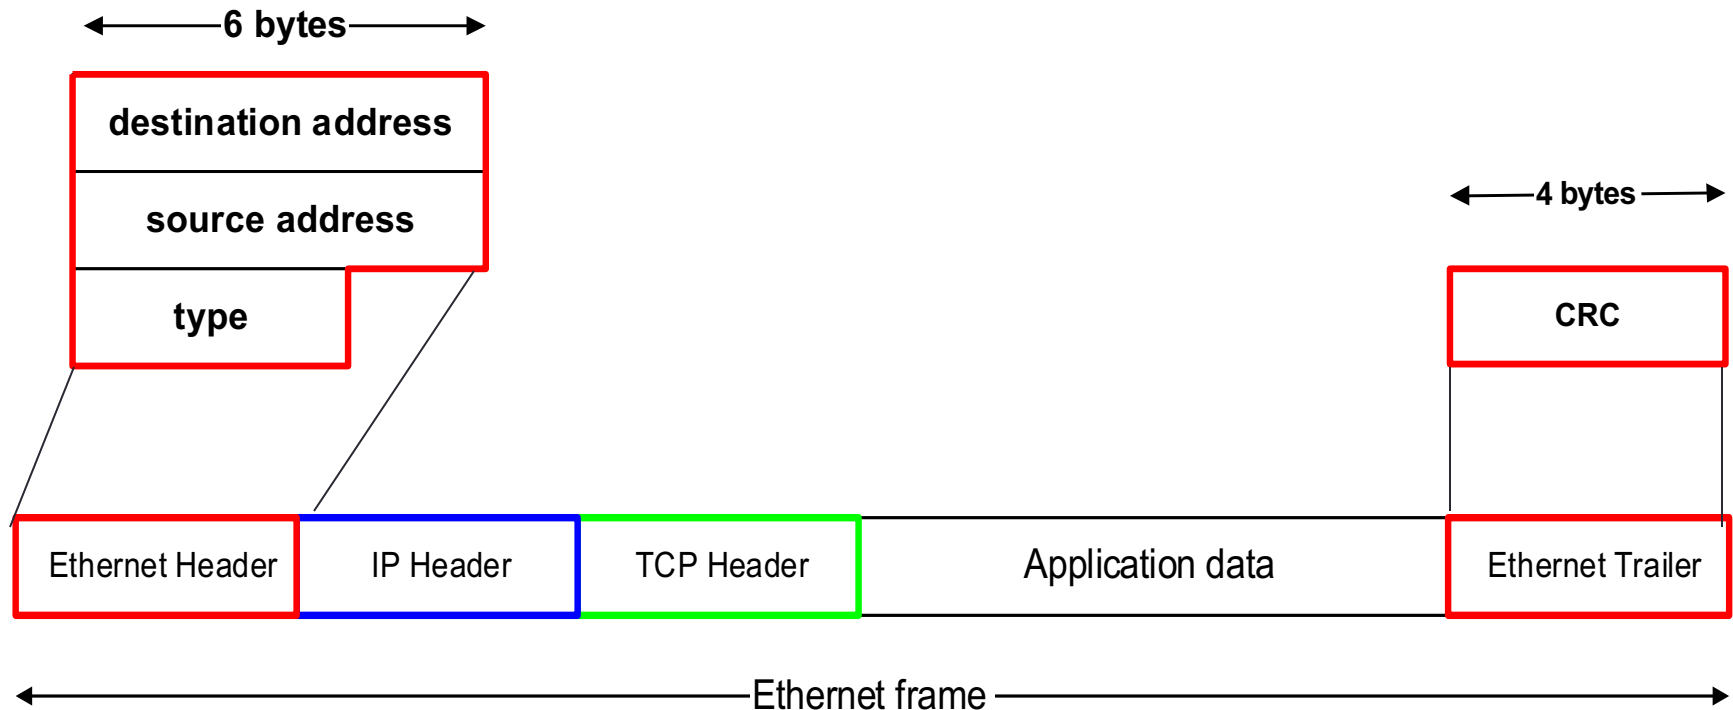 6 bytes
destination address
source address
4 bytes
type
CRC
Ethernet Header
IP Header
TCP Header
Application data
Ethernet Trailer
Ethernet frame